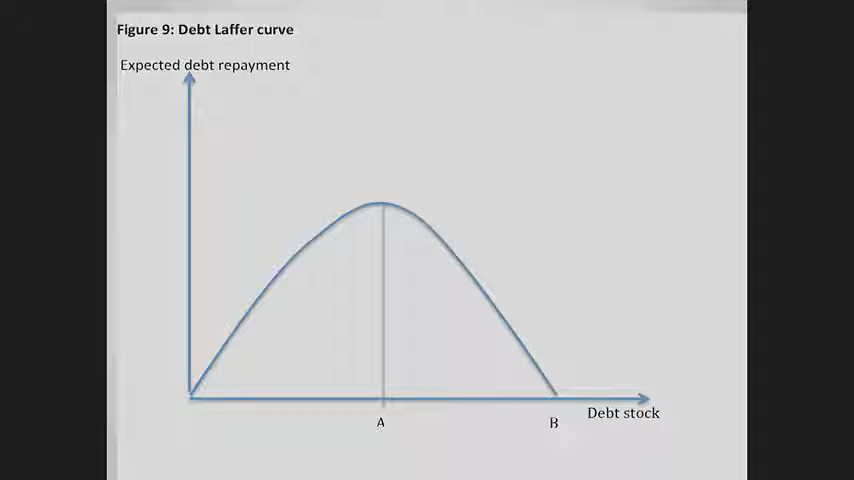 Figure 9: Debt Laffer curve
Expected debt repayment
Debt stock
A
B